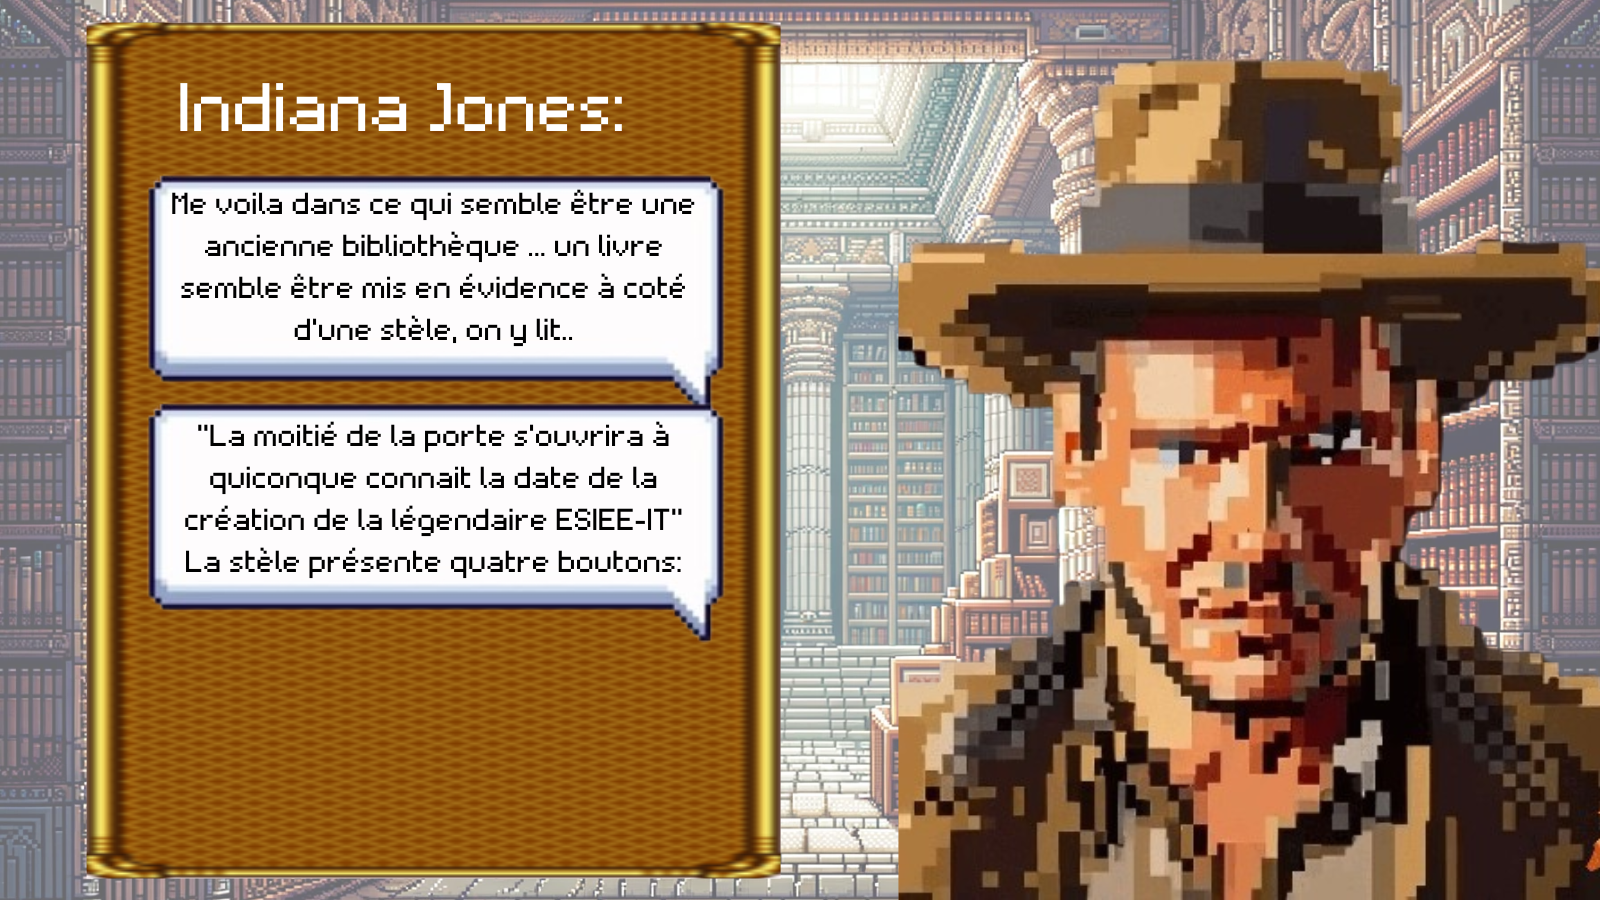 Indiana Jones:
Me voila dans ce qui semble être une
ancienne bibliothèque ... un livre
semble être mis en évidence à coté
d'une stèle, on y lit..
"La moitié de la porte s'ouvrira à
quiconque connait la date de la
création de la légendaire ESIEE-IT"
La stèle présente quatre boutons: